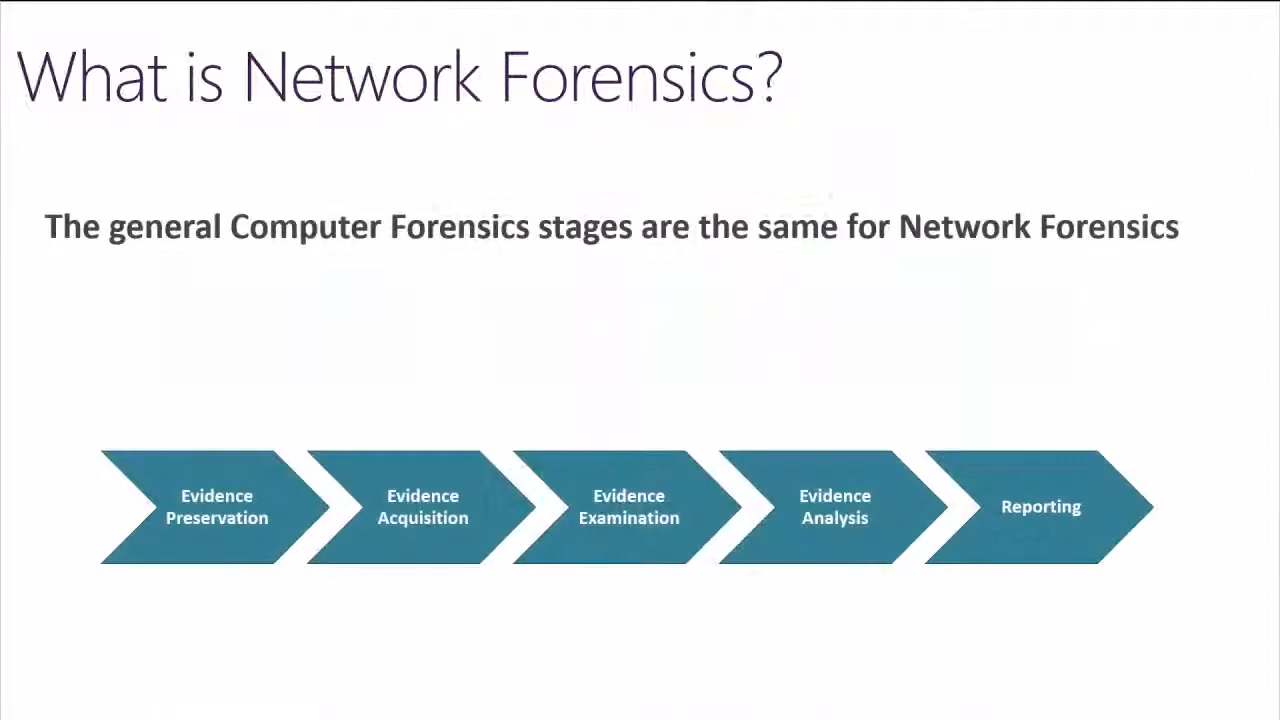 What is Network Forensics?
The general Computer Forensics stages are the same for Network Forensics
Evidence
Preservation
Evidence
Acquisition
Evidence
Examination
Evidence
Analysis
Reporting